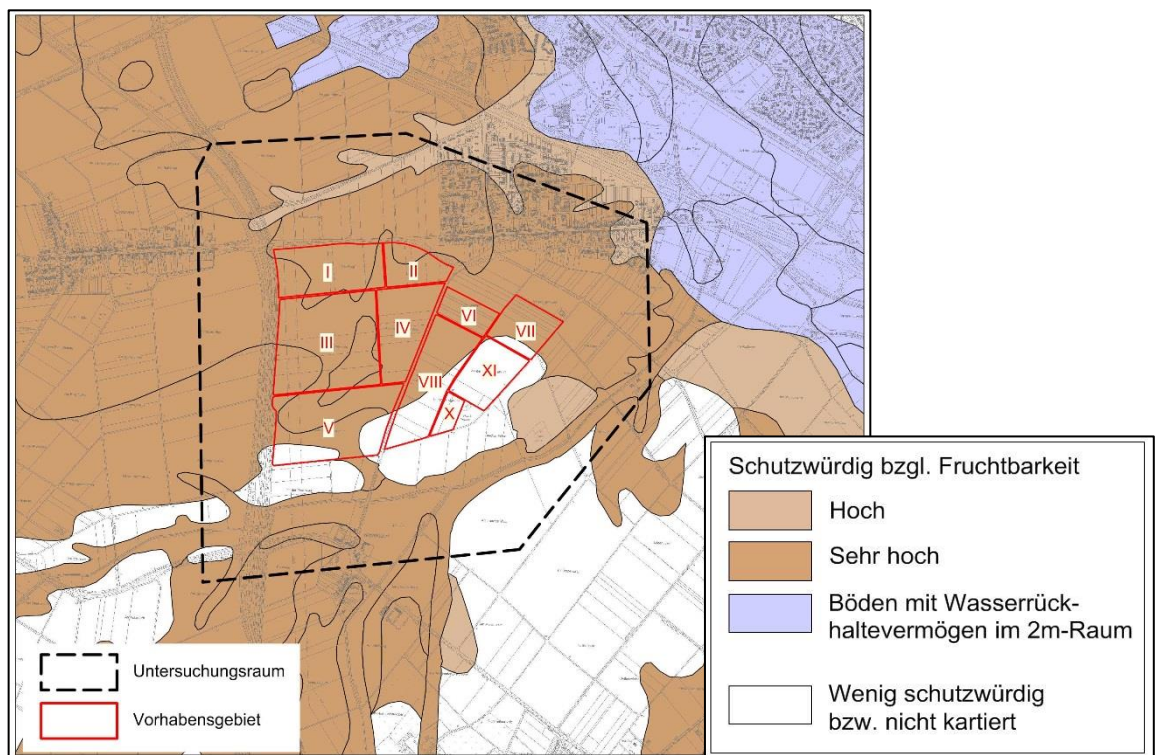 I
II
III
IV
VI
VII
VIII
XI
V
X
Untersuchungsraum
Vorhabensgebiet
Schutzwürdig bzgl. Fruchtbarkeit
Hoch
Sehr hoch
Böden mit Wasserrück-
haltevermögen im 2m-Raum
Wenig schutzwürdig
bzw. nicht kartiert